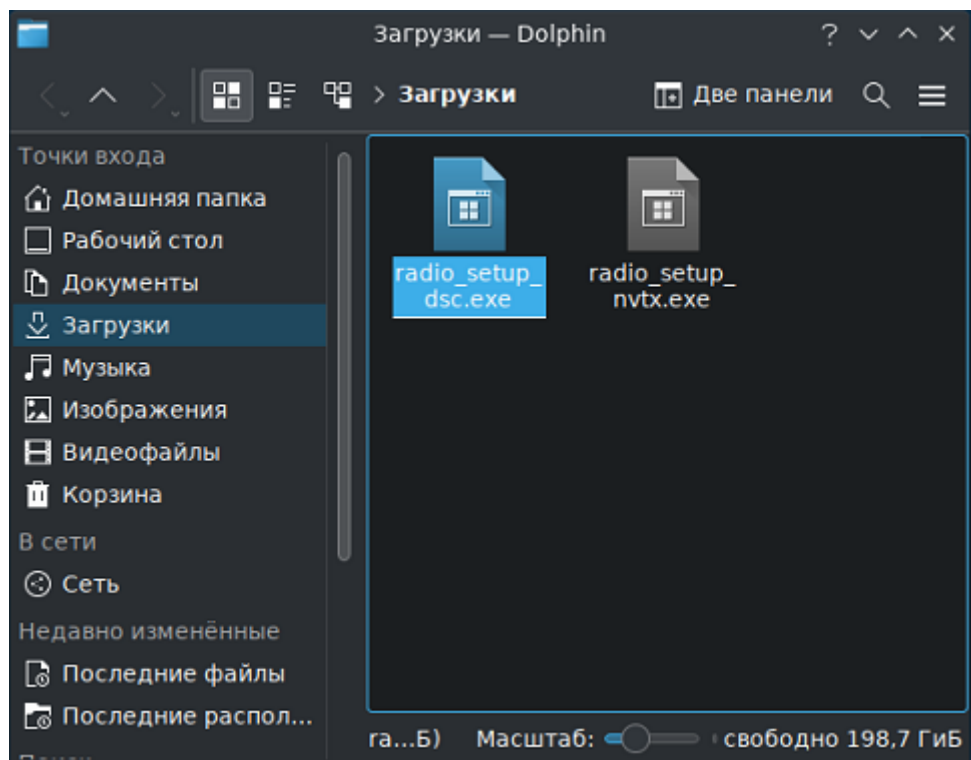 Загрузки — Dolphin
Загрузки
Две панели
Точки входа
Домашняя папка
Рабочий стол
Документы
Загрузки
Музыка
Изображения
Видеофайлы
Корзина
В сети
Сеть
Недавно изменённые
Последние файлы
Последние распол...
radio_setup_
dsc.exe
radio_setup_
nvtx.exe
ra...Б) Масштаб: свободно 198,7 ГиБ